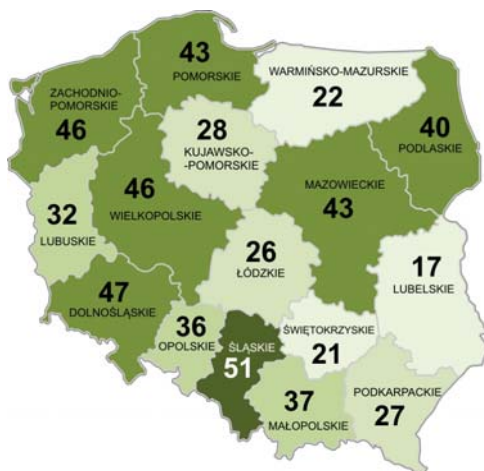 43
POMORSKIE
WARMIŃSKO-MAZURSKIE
22
ZACHODNIO-
POMORSKIE
46
28
KUJAWSKO-
-POMORSKIE
40
PODLASKIE
46
WIELKOPOLSKIE
MAZOWIECKIE
43
32
LUBUSKIE
26
ŁÓDZKIE
17
LUBELSKIE
47
DOLNOŚLĄSKIE
36
OPOLSKIE
ŚLĄSKIE
51
ŚWIĘTOKRZYSKIE
21
37
MAŁOPOLSKIE
PODKARPACKIE
27